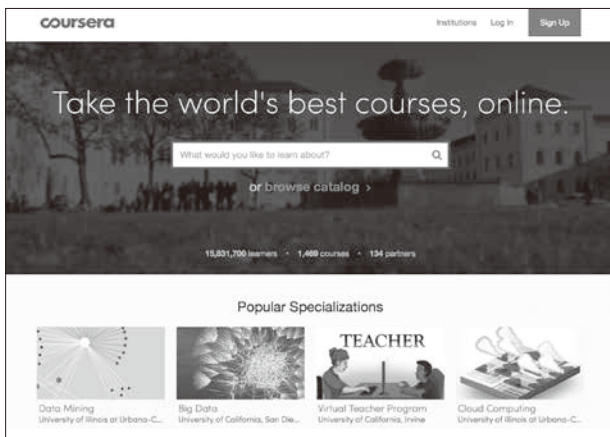 coursera
Institutions Log In Sign Up
Take the world's best courses, online.
What would you like to learn about?
or browse catalog >
15,831,700 learners • 1,469 courses • 134 partners
Popular Specializations
TEACHER
Data Mining
University of Illinois at Urbana-C...
Big Data
University of California, San Die...
Virtual Teacher Program
University of California, Irvine
Cloud Computing
University of Illinois at Urbana-C...